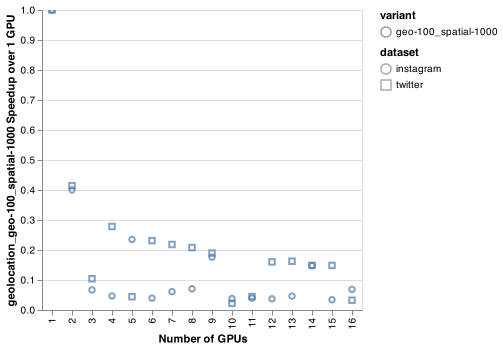 geolocation_geo-100_spatial-1000 Speedup over 1 GPU
1.0
0.9
0.8
0.7
0.6
0.5
0.4
0.3
0.2
0.1
0.0
1 2 3 4 5 6 7 8 9 10 11 12 13 14 15 16
Number of GPUs
variant
geo-100_spatial-1000
dataset
instagram
twitter